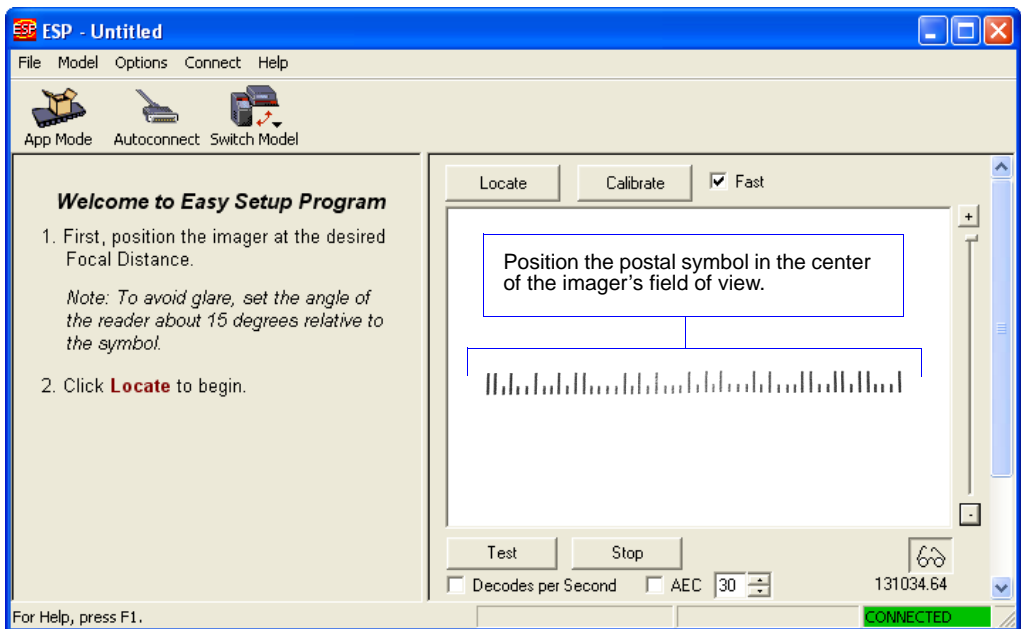 ESP - Untitled
File Model Options Connect Help
App Mode Autoconnect Switch Model
Welcome to Easy Setup Program
1. First, position the imager at the desired
Focal Distance.
Note: To avoid glare, set the angle of
the reader about 15 degrees relative to
the symbol.
2. Click Locate to begin.
Locate Calibrate Fast
+
Position the postal symbol in the center
of the imager's field of view.
-
Test Stop
Decodes per Second AEC 30 131034.64
For Help, press F1. CONNECTED